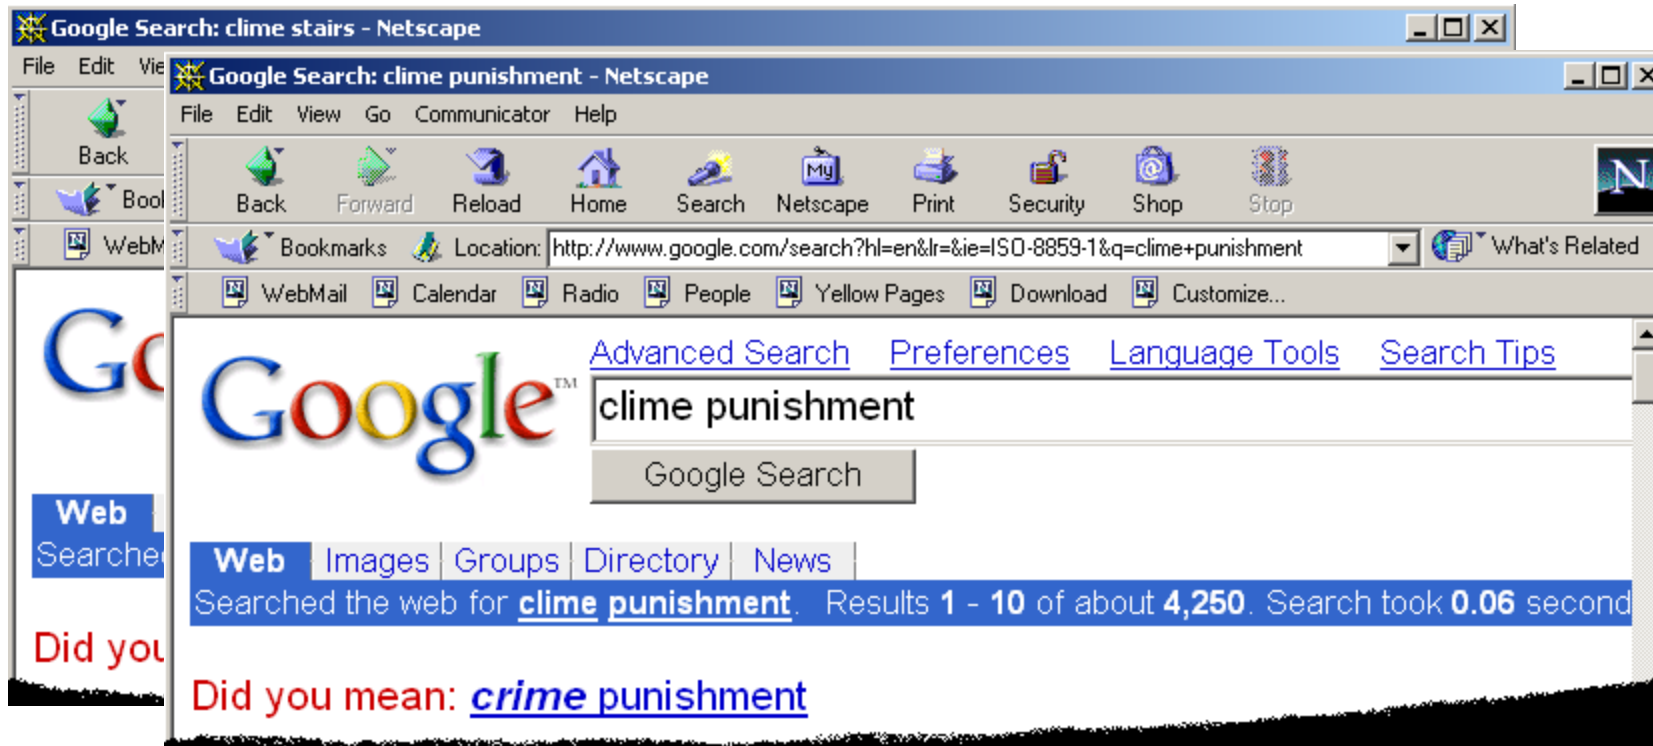 Google Search: clime stairs - Netscape
File Edit Vie
Back
WebM
Go
Web
Searche
Did you
Google Search: clime punishment - Netscape
File Edit View Go Communicator Help
Back Forward Reload Home Search My Netscape Print Security Shop Stop
N
Bookmarks Location: http://www.google.com/search?hl=en&lr=&ie=ISO-8859-1&q=clime+punishment What's Related
WebMail Calendar Radio People Yellow Pages Download Customize...
Google™
Advanced Search Preferences Language Tools Search Tips
clime punishment
Google Search
Web Images Groups Directory News
Searched the web for clime punishment. Results 1 - 10 of about 4,250. Search took 0.06 second
Did you mean: crime punishment